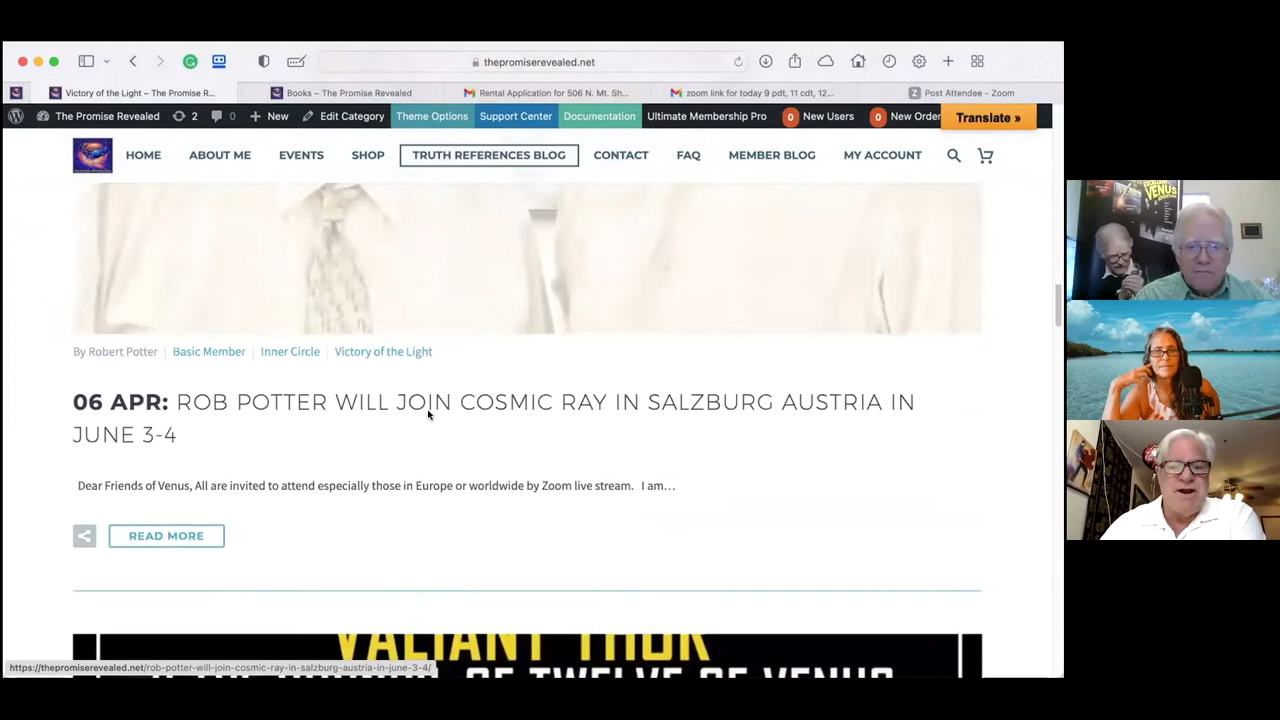 thepromiserevealed.net
Victory of the Light – The Promise R...
Books – The Promise Revealed
Rental Application for 506 N. Mt. Sh...
zoom link for today 9 pdt, 11 cdt, 12...
Post Attendee - Zoom
The Promise Revealed 2 0 New Edit Category Theme Options Support Center Documentation Ultimate Membership Pro 0 New Users 0 New Order
Translate »
HOME ABOUT ME EVENTS SHOP TRUTH REFERENCES BLOG CONTACT FAQ MEMBER BLOG MY ACCOUNT
VENUS
By Robert Potter | Basic Member | Inner Circle | Victory of the Light
06 APR: ROB POTTER WILL JOIN COSMIC RAY IN SALZBURG AUSTRIA IN
JUNE 3-4
Dear Friends of Venus, All are invited to attend especially those in Europe or worldwide by Zoom live stream. I am...
READ MORE
VALIANT THOR
OF TWELVE OF VENUS
https://thepromiserevealed.net/rob-potter-will-join-cosmic-ray-in-salzburg-austria-in-june-3-4/